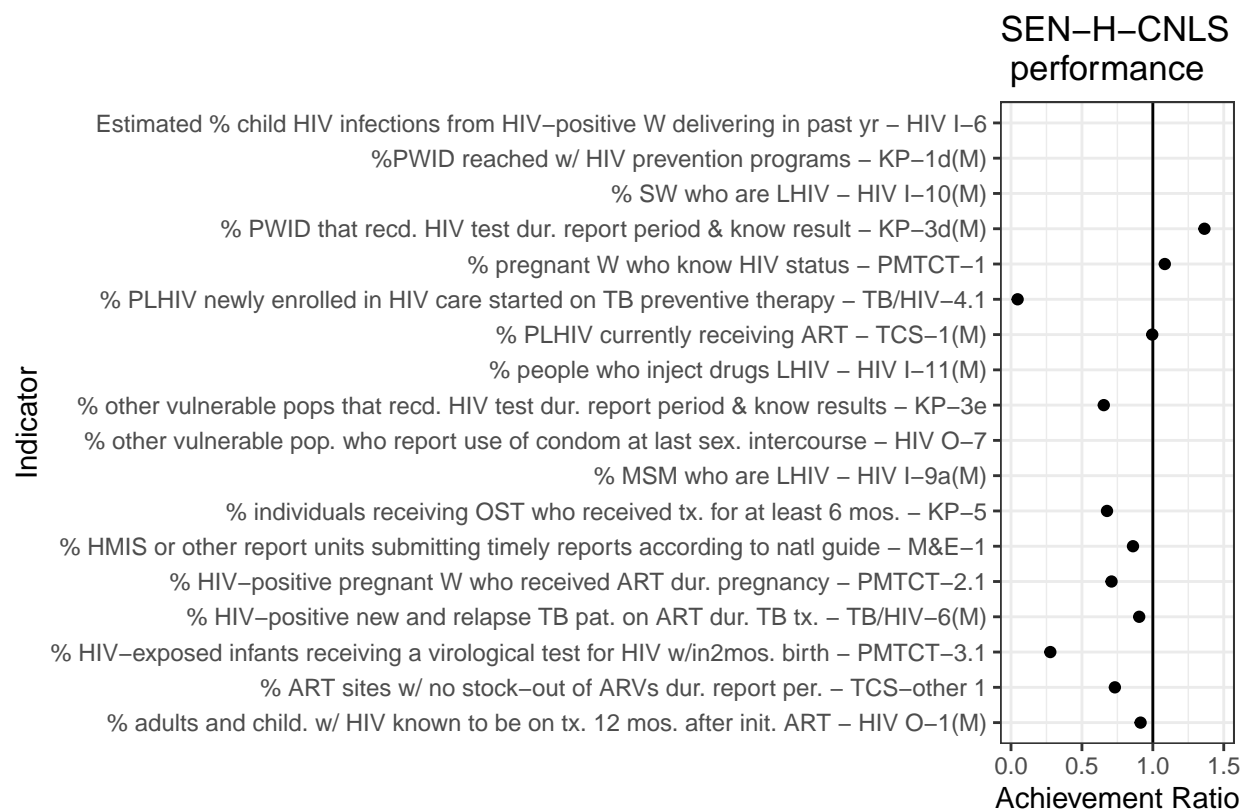 SEN−H−CNLS
performance
Estimated % child HIV infections from HIV−positive W delivering in past yr − HIV I−6
%PWID reached w/ HIV prevention programs − KP−1d(M)
% SW who are LHIV − HIV I−10(M)
% PWID that recd. HIV test dur. report period & know result − KP−3d(M)
% pregnant W who know HIV status − PMTCT−1
% PLHIV newly enrolled in HIV care started on TB preventive therapy − TB/HIV−4.1
% PLHIV currently receiving ART − TCS−1(M)
% people who inject drugs LHIV − HIV I−11(M)
% other vulnerable pops that recd. HIV test dur. report period & know results − KP−3e
% other vulnerable pop. who report use of condom at last sex. intercourse − HIV O−7
% MSM who are LHIV − HIV I−9a(M)
% individuals receiving OST who received tx. for at least 6 mos. − KP−5
% HMIS or other report units submitting timely reports according to natl guide − M&E−1
% HIV−positive pregnant W who received ART dur. pregnancy − PMTCT−2.1
% HIV−positive new and relapse TB pat. on ART dur. TB tx. − TB/HIV−6(M)
% HIV−exposed infants receiving a virological test for HIV w/in2mos. birth − PMTCT−3.1
% ART sites w/ no stock−out of ARVs dur. report per. − TCS−other 1
% adults and child. w/ HIV known to be on tx. 12 mos. after init. ART − HIV O−1(M)
Indicator
0.0 0.5 1.0 1.5
Achievement Ratio